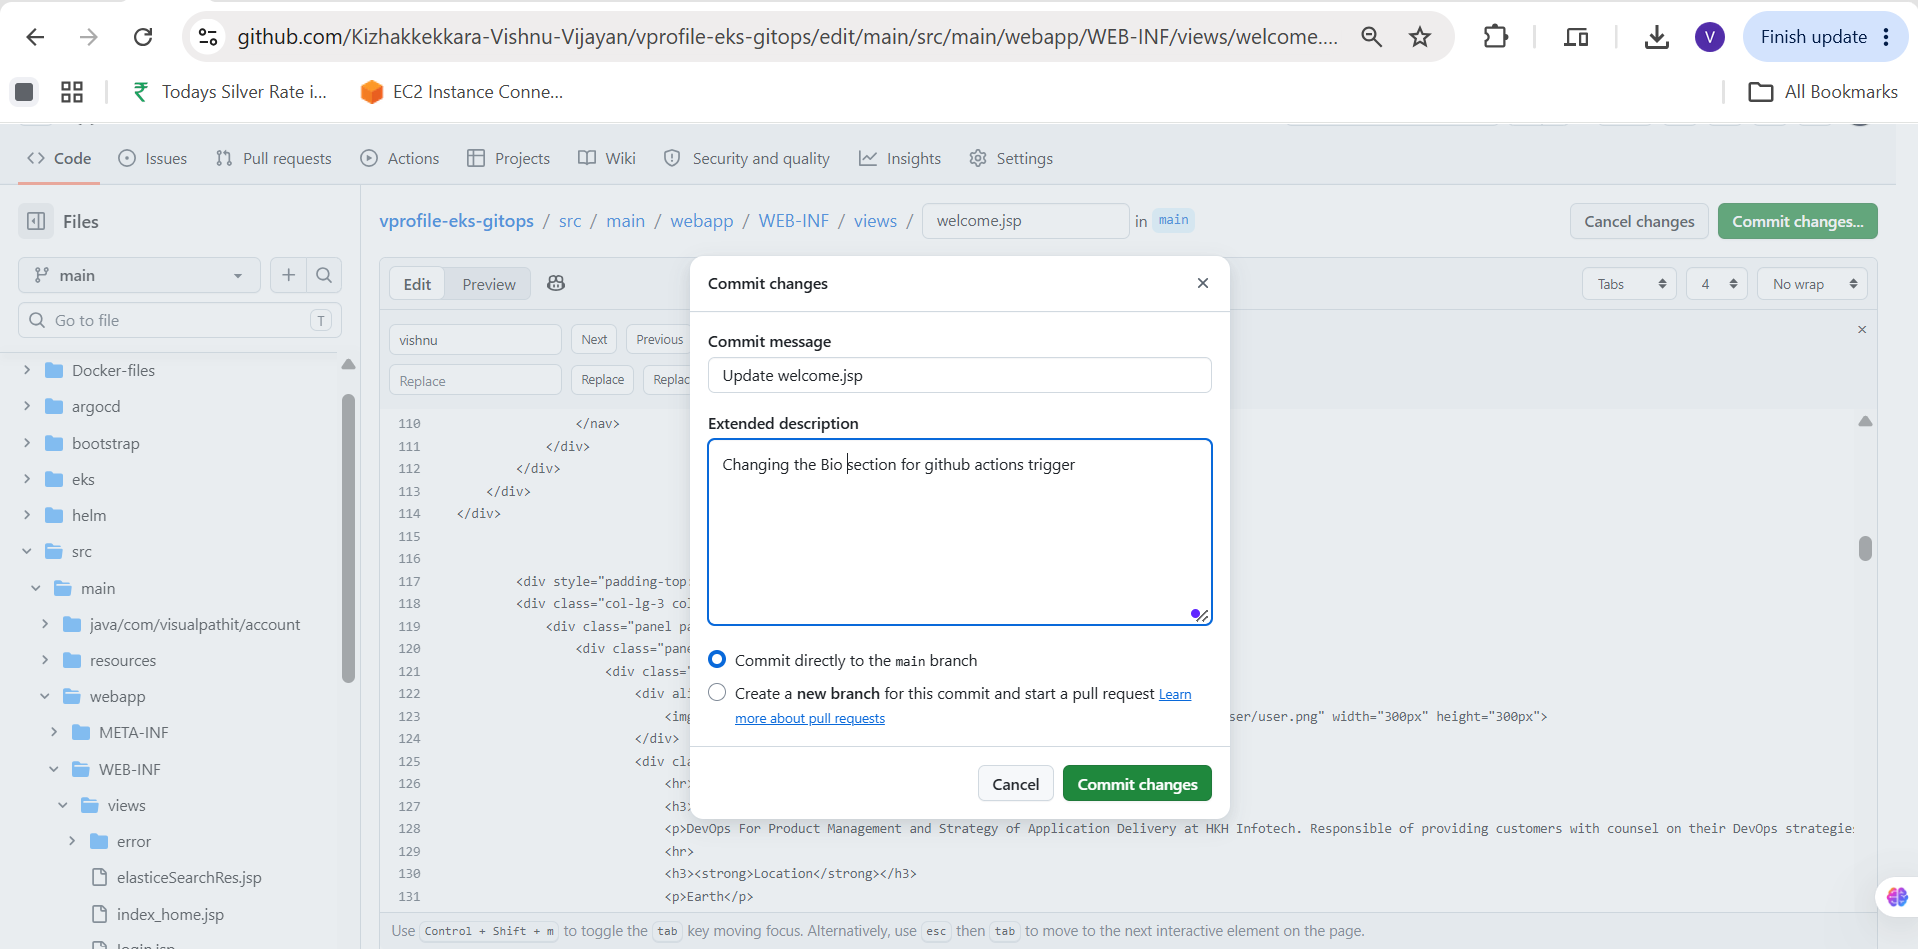 github.com/Kizhakkekkara-Vishnu-Vijayan/vprofile-eks-gitops/edit/main/src/main/webapp/WEB-INF/views/welcome....
V
Finish update
Todays Silver Rate i...
EC2 Instance Conne...
All Bookmarks
Code
Issues
Pull requests
Actions
Projects
Wiki
Security and quality
Insights
Settings
Files
vprofile-eks-gitops / src / main / webapp / WEB-INF / views / welcome.jsp in main
Cancel changes
Commit changes...
main
Go to file
T
Edit
Preview
Tabs
4
No wrap
vishnu
Next
Previous
Replace
Replace
Replac
Docker-files
argocd
bootstrap
eks
helm
src
main
java/com/visualpathit/account
resources
webapp
META-INF
WEB-INF
views
error
elasticeSearchRes.jsp
index_home.jsp
login.jsp
110 </nav>
111 </div>
112 </div>
113 </div>
114 </div>
115
116
117 <div style="padding-top:
118 <div class="col-lg-3 co
119 <div class="panel pa
120 <div class="pane
121 <div class="
122 <div ali
123 <img ser/user.png" width="300px" height="300px">
124 </div>
125 <div cla
126 <hr>
127 <h3>
128 <p>DevOps For Product Management and Strategy of Application Delivery at HKH Infotech. Responsible of providing customers with counsel on their DevOps strategies
129 <hr>
130 <h3><strong>Location</strong></h3>
131 <p>Earth</p>
Commit changes
Commit message
Update welcome.jsp
Extended description
Changing the Bio section for github actions trigger
Commit directly to the main branch
Create a new branch for this commit and start a pull request Learn
more about pull requests
Cancel
Commit changes
Use Control + Shift + m to toggle the tab key moving focus. Alternatively, use esc then tab to move to the next interactive element on the page.